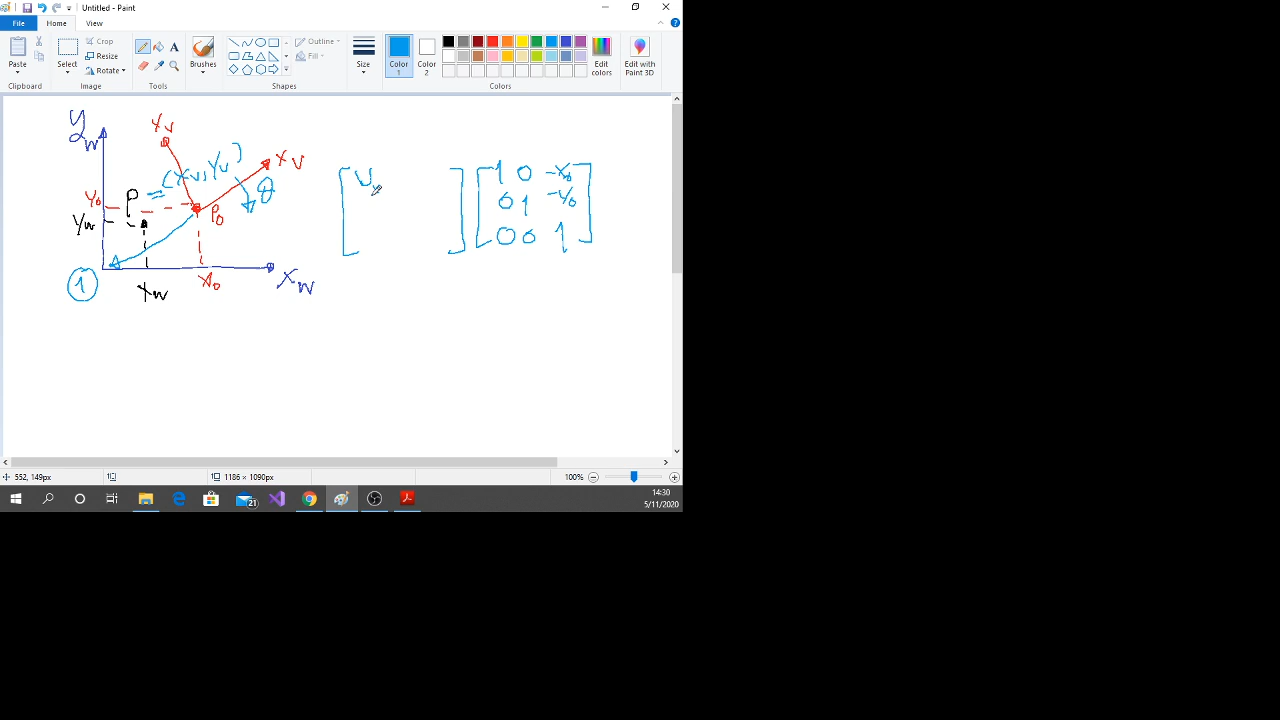 Untitled - Paint
File Home View
Paste
Clipboard
Select
Crop
Resize
Rotate
Image
Tools
Brushes
Outline
Fill
Shapes
Size
Color 1
Color 2
Colors
Edit colors
Edit with Paint 3D
yw
yv
xv
(xv, yv)
θ
P =
y0
yw
P0
x0
xw
xw
1
Vx
1 0 -x0
0 1 -y0
0 0 1
552, 149px
1186 × 1090px
100%
21
14:30
5/11/2020